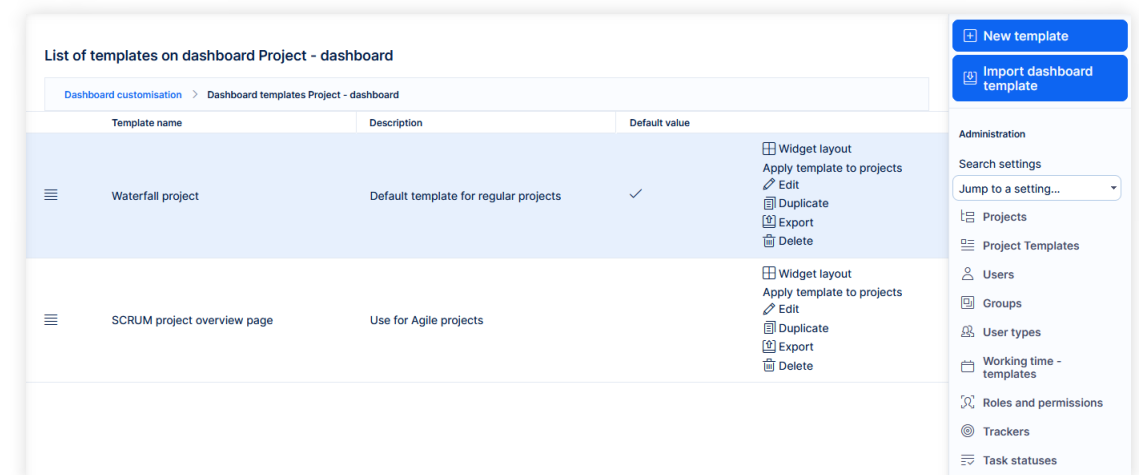 List of templates on dashboard Project - dashboard
Dashboard customisation > Dashboard templates Project - dashboard
Template name Description Default value
Waterfall project Default template for regular projects
Widget layout
Apply template to projects
Edit
Duplicate
Export
Delete
SCRUM project overview page Use for Agile projects
Widget layout
Apply template to projects
Edit
Duplicate
Export
Delete
New template
Import dashboard
template
Administration
Search settings
Jump to a setting...
Projects
Project Templates
Users
Groups
User types
Working time -
templates
Roles and permissions
Trackers
Task statuses